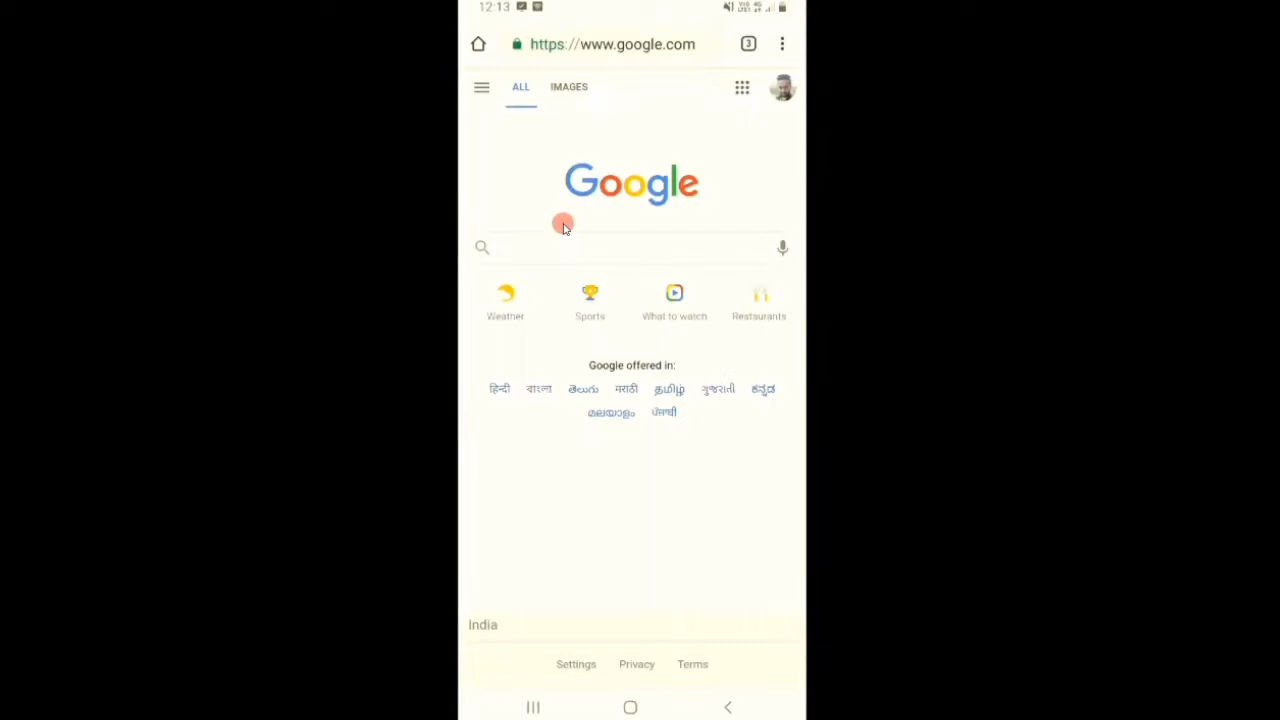 12:13
https://www.google.com 3
ALL IMAGES
Google
Weather Sports What to watch Restaurants
Google offered in:
हिन्दी বাংলা తెలుగు मराठी தமிழ் ગુજરાતી ಕನ್ನಡ
മലയാളം ਪੰਜਾਬੀ
India
Settings Privacy Terms